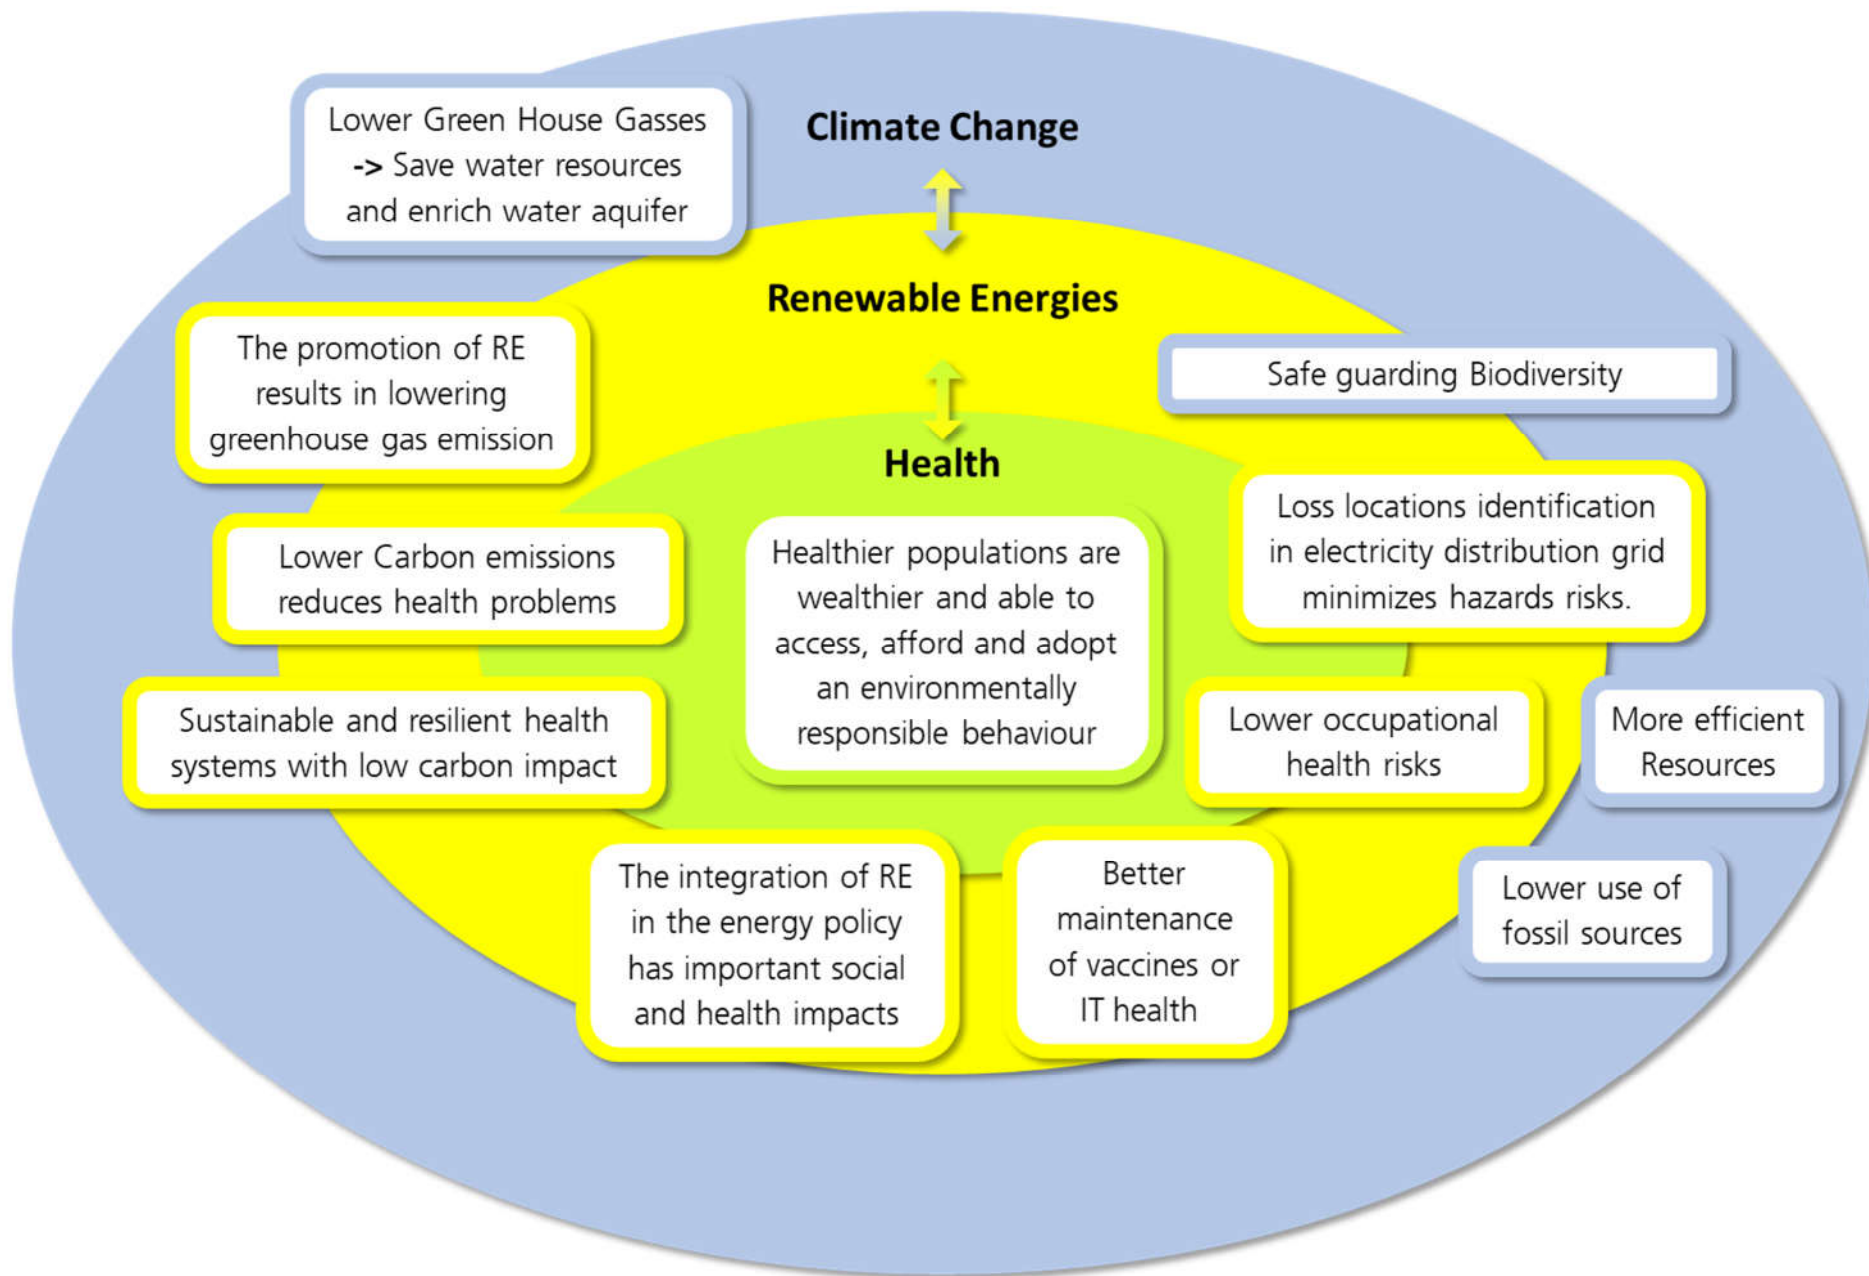 Lower Green House Gasses
-> Save water resources
and enrich water aquifer
Climate Change
Renewable Energies
The promotion of RE
results in lowering
greenhouse gas emission
Safe guarding Biodiversity
Health
Lower Carbon emissions
reduces health problems
Healthier populations are
wealthier and able to
access, afford and adopt
an environmentally
responsible behaviour
Loss locations identification
in electricity distribution grid
minimizes hazards risks.
Sustainable and resilient health
systems with low carbon impact
Lower occupational
health risks
More efficient
Resources
The integration of RE
in the energy policy
has important social
and health impacts
Better
maintenance
of vaccines or
IT health
Lower use of
fossil sources